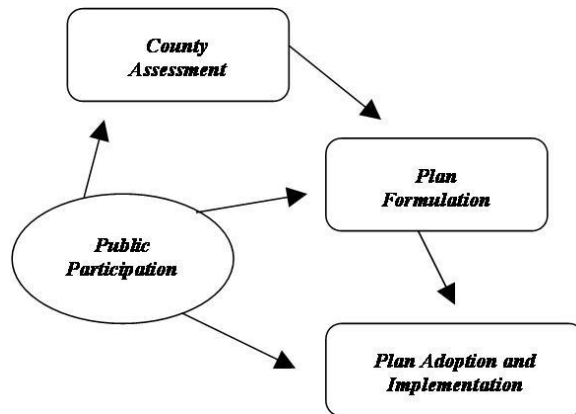 County
Assessment
Plan
Formulation
Public
Participation
Plan Adoption and
Implementation